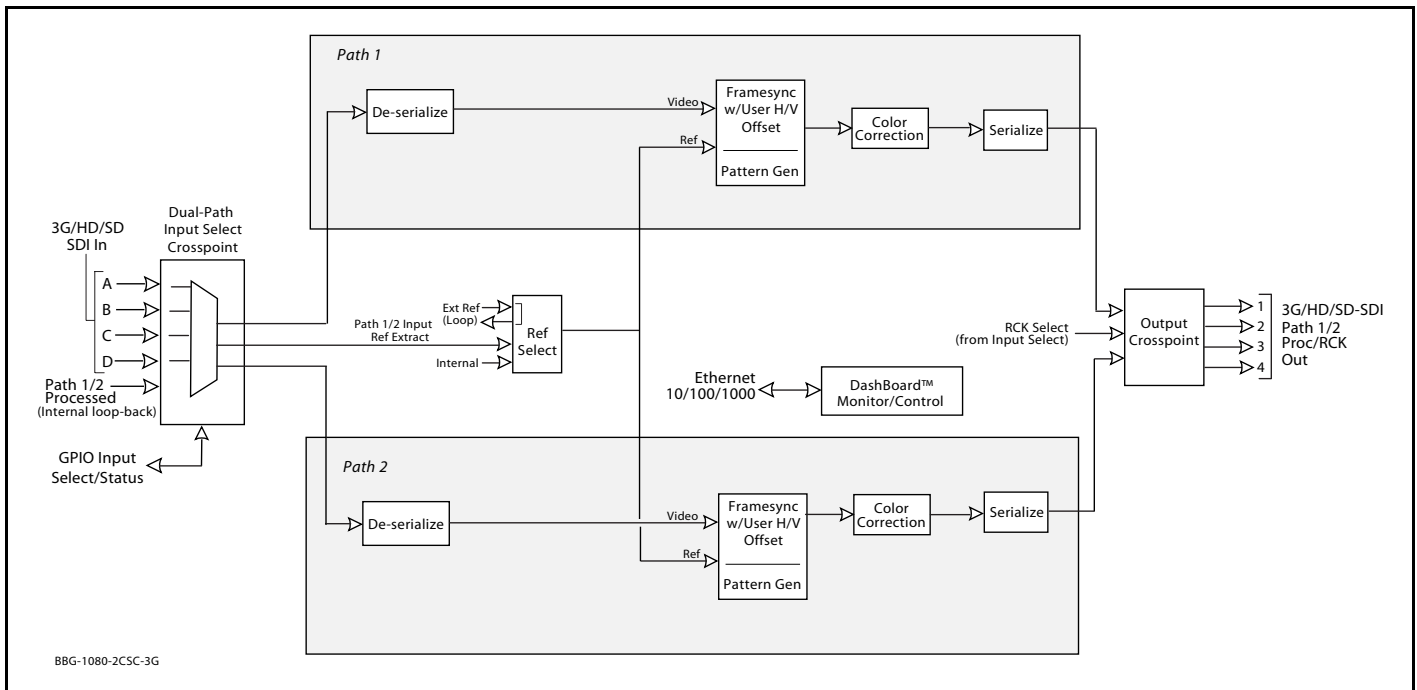 Path 1
De-serialize
Video
Ref
Framesync
w/User H/V
Offset
Pattern Gen
Color
Correction
Serialize
3G/HD/SD
SDI In
Dual-Path
Input Select
Crosspoint
A
B
C
D
Path 1/2
Processed
(Internal loop-back)
GPIO Input
Select/Status
Path 1/2 Input
Ref Extract
Ext Ref
(Loop)
Internal
Ref
Select
Ethernet
10/100/1000
DashBoard™
Monitor/Control
RCK Select
(from Input Select)
Output
Crosspoint
1
2
3
4
3G/HD/SD-SDI
Path 1/2
Proc/RCK
Out
Path 2
De-serialize
Video
Ref
Framesync
w/User H/V
Offset
Pattern Gen
Color
Correction
Serialize
BBG-1080-2CSC-3G